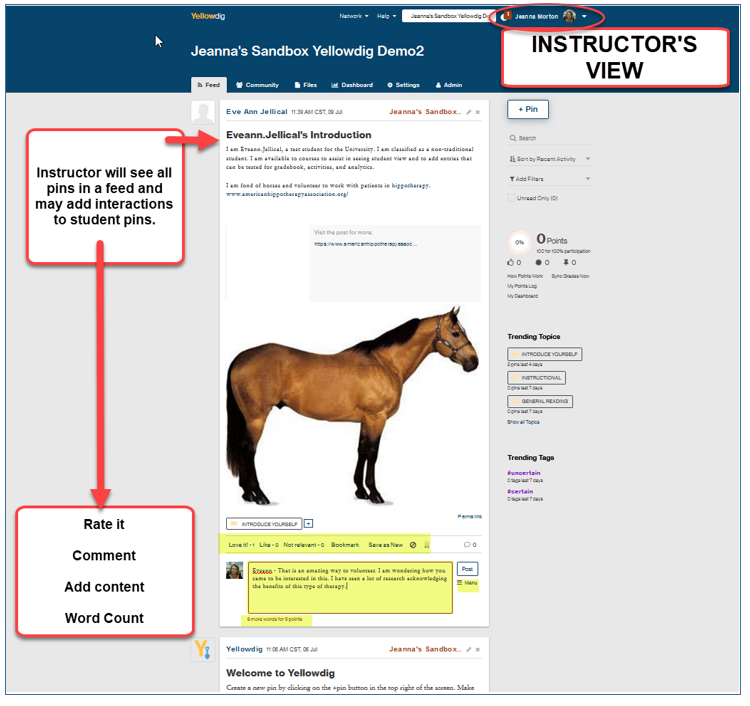 Yellowdig
Network
Help
Jeanna's Sandbox Yellowdig De
1
Jeanna Morton
Jeanna's Sandbox Yellowdig Demo2
INSTRUCTOR'S
VIEW
Feed
Community
Files
Dashboard
Settings
Admin
Eve Ann Jellical 11:39 AM CST, 09 Jul
Jeanna's Sandbox..
Eveann.Jellical's Introduction
I am Eveann.Jellical, a test student for the University. I am classified as a non-traditional
student. I am available to courses to assist in seeing student view and to add entries that
can be tested for gradebook, activities, and analytics.
I am fond of horses and volunteer to work with patients in hippotherapy.
www.americanhippotherapyassociation.org/
Visit the post for more.
https://www.americanhippotherapyassoc...
Instructor will see all
pins in a feed and
may add interactions
to student pins.
Rate it
Comment
Add content
Word Count
Permalink
INTRODUCE YOURSELF
+
Love it! • 1
Like • 0
Not relevant • 0
Bookmark
Save as New
0
Eveann - That is an amazing way to volunteer. I am wondering how you
came to be interested in this. I have seen a lot of research acknowledging
the benefits of this type of therapy.
Post
Menu
6 more words for 5 points
Yellowdig 11:06 AM CST, 06 Jul
Jeanna's Sandbox..
Welcome to Yellowdig
Create a new pin by clicking on the +pin button in the top right of the screen. Make
+ Pin
Search
Sort by Recent Activity
Add Filters
Unread Only (0)
0%
0 Points
100 for 100% participation
0
0
0
How Points Work
Sync Grades Now
My Points Log
My Dashboard
Trending Topics
INTRODUCE YOURSELF
INSTRUCTIONAL
0 pins last 7 days
GENERAL READING
0 pins last 7 days
Show all Topics
Trending Tags
#uncertain
0 tags last 7 days
#certain
0 tags last 7 days